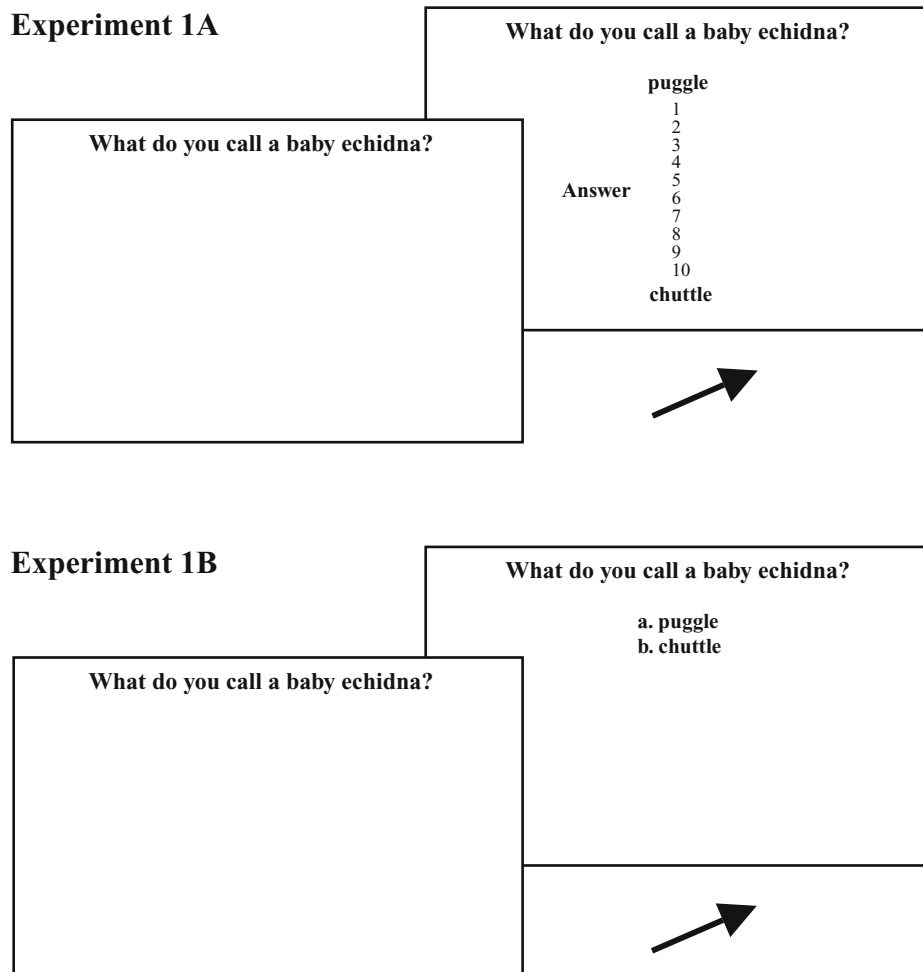 Experiment 1A
What do you call a baby echidna?
What do you call a baby echidna?
puggle
1
2
3
4
Answer
5
6
7
8
9
10
chuttle
Experiment 1B
What do you call a baby echidna?
What do you call a baby echidna?
a. puggle
b. chuttle